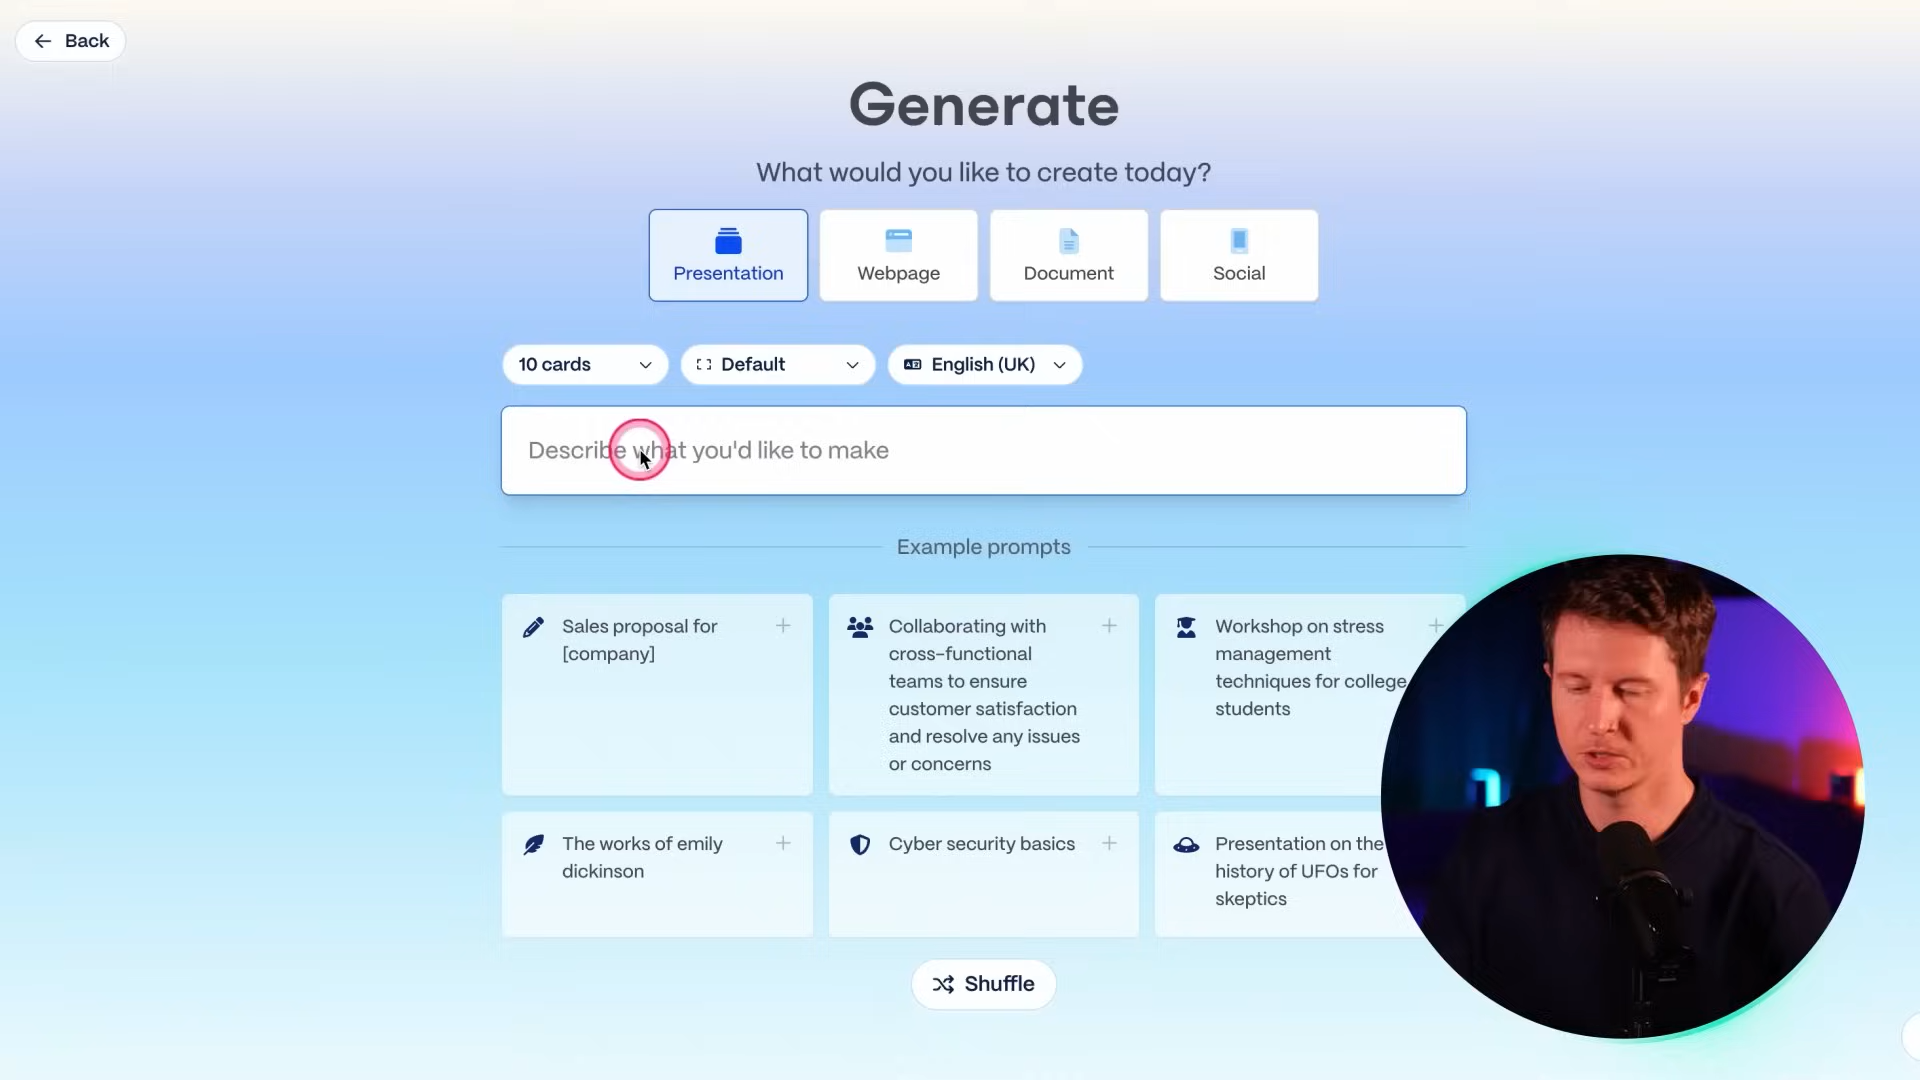 Back
Generate
What would you like to create today?
Presentation
Webpage
Document
Social
10 cards
Default
English (UK)
Describe what you'd like to make
Example prompts
Sales proposal for
[company]
Collaborating with
cross-functional
teams to ensure
customer satisfaction
and resolve any issues
or concerns
Workshop on stress
management
techniques for college
students
The works of emily
dickinson
Cyber security basics
Presentation on the
history of UFOs for
skeptics
Shuffle